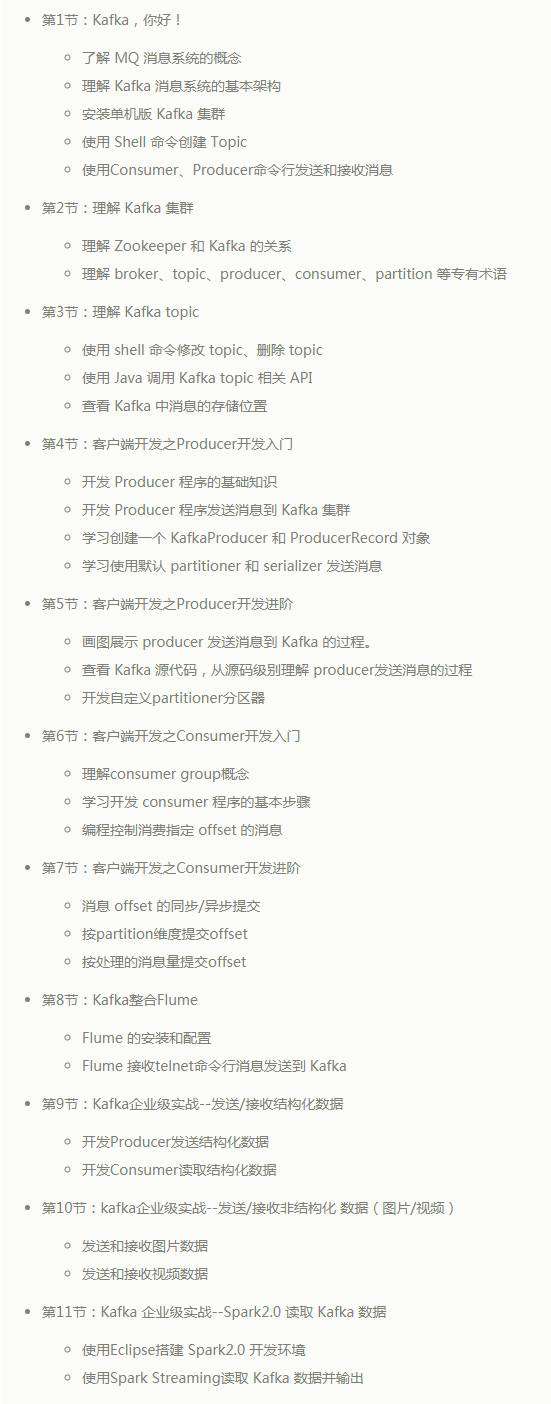 第1节：Kafka，你好！
了解 MQ 消息系统的概念
理解 Kafka 消息系统的基本架构
安装单机版 Kafka 集群
使用 Shell 命令创建 Topic
使用Consumer、Producer命令行发送和接收消息
第2节：理解 Kafka 集群
理解 Zookeeper 和 Kafka 的关系
理解 broker、topic、producer、consumer、partition 等专有术语
第3节：理解 Kafka topic
使用 shell 命令修改 topic、删除 topic
使用 Java 调用 Kafka topic 相关 API
查看 Kafka 中消息的存储位置
第4节：客户端开发之Producer开发入门
开发 Producer 程序的基础知识
开发 Producer 程序发送消息到 Kafka 集群
学习创建一个 KafkaProducer 和 ProducerRecord 对象
学习使用默认 partitioner 和 serializer 发送消息
第5节：客户端开发之Producer开发进阶
画图展示 producer 发送消息到 Kafka 的过程。
查看 Kafka 源代码，从源码级别理解 producer发送消息的过程
开发自定义partitioner分区器
第6节：客户端开发之Consumer开发入门
理解consumer group概念
学习开发 consumer 程序的基本步骤
编程控制消费指定 offset 的消息
第7节：客户端开发之Consumer开发进阶
消息 offset 的同步/异步提交
按partition维度提交offset
按处理的消息量提交offset
第8节：Kafka整合Flume
Flume 的安装和配置
Flume 接收telnet命令行消息发送到 Kafka
第9节：Kafka企业级实战--发送/接收结构化数据
开发Producer发送结构化数据
开发Consumer读取结构化数据
第10节：kafka企业级实战--发送/接收非结构化 数据（图片/视频）
发送和接收图片数据
发送和接收视频数据
第11节：Kafka 企业级实战--Spark2.0 读取 Kafka 数据
使用Eclipse搭建 Spark2.0 开发环境
使用Spark Streaming读取 Kafka 数据并输出